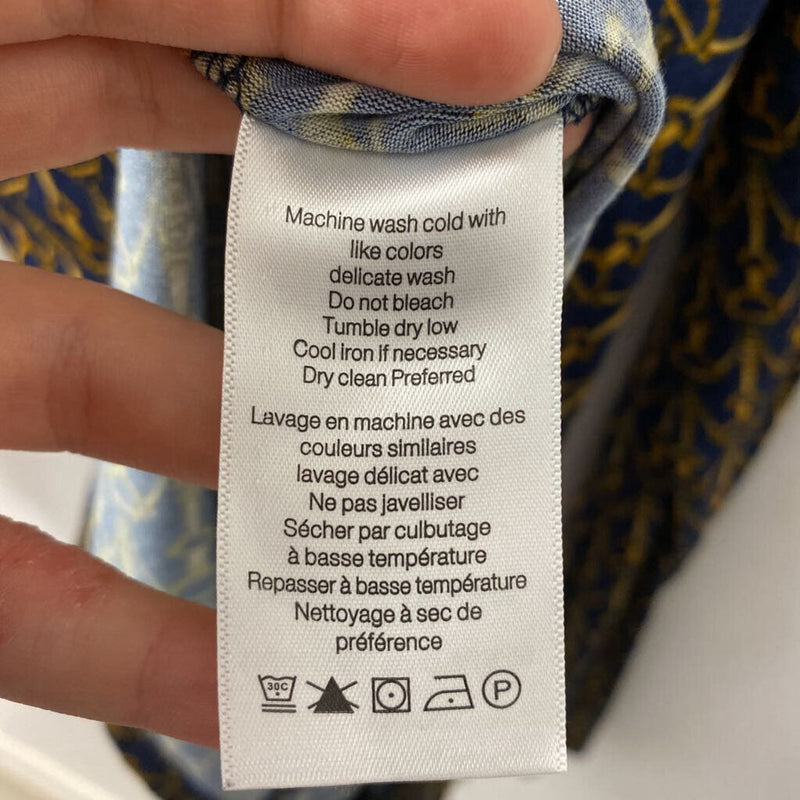 Machine wash cold with
like colors
delicate wash
Do not bleach
Tumble dry low
Cool iron if necessary
Dry clean Preferred
Lavage en machine avec des
couleurs similaires
lavage délicat avec
Ne pas javelliser
Sécher par culbutage
à basse température
Repasser à basse température
Nettoyage à sec de
préférence
30C P